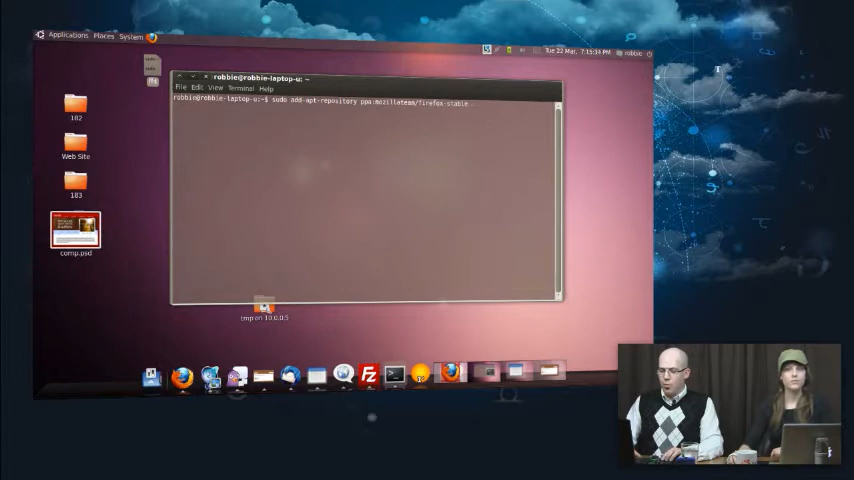 Applications Places System
Tue 22 Mar, 7:15:34 PM
robbie
robbie@robbie-laptop-u: ~
File Edit View Terminal Help
robbie@robbie-laptop-u:~$ sudo add-apt-repository ppa:mozillateam/firefox-stable
182
Web Site
183
comp.psd
tmp on 10.0.0.5
FZ